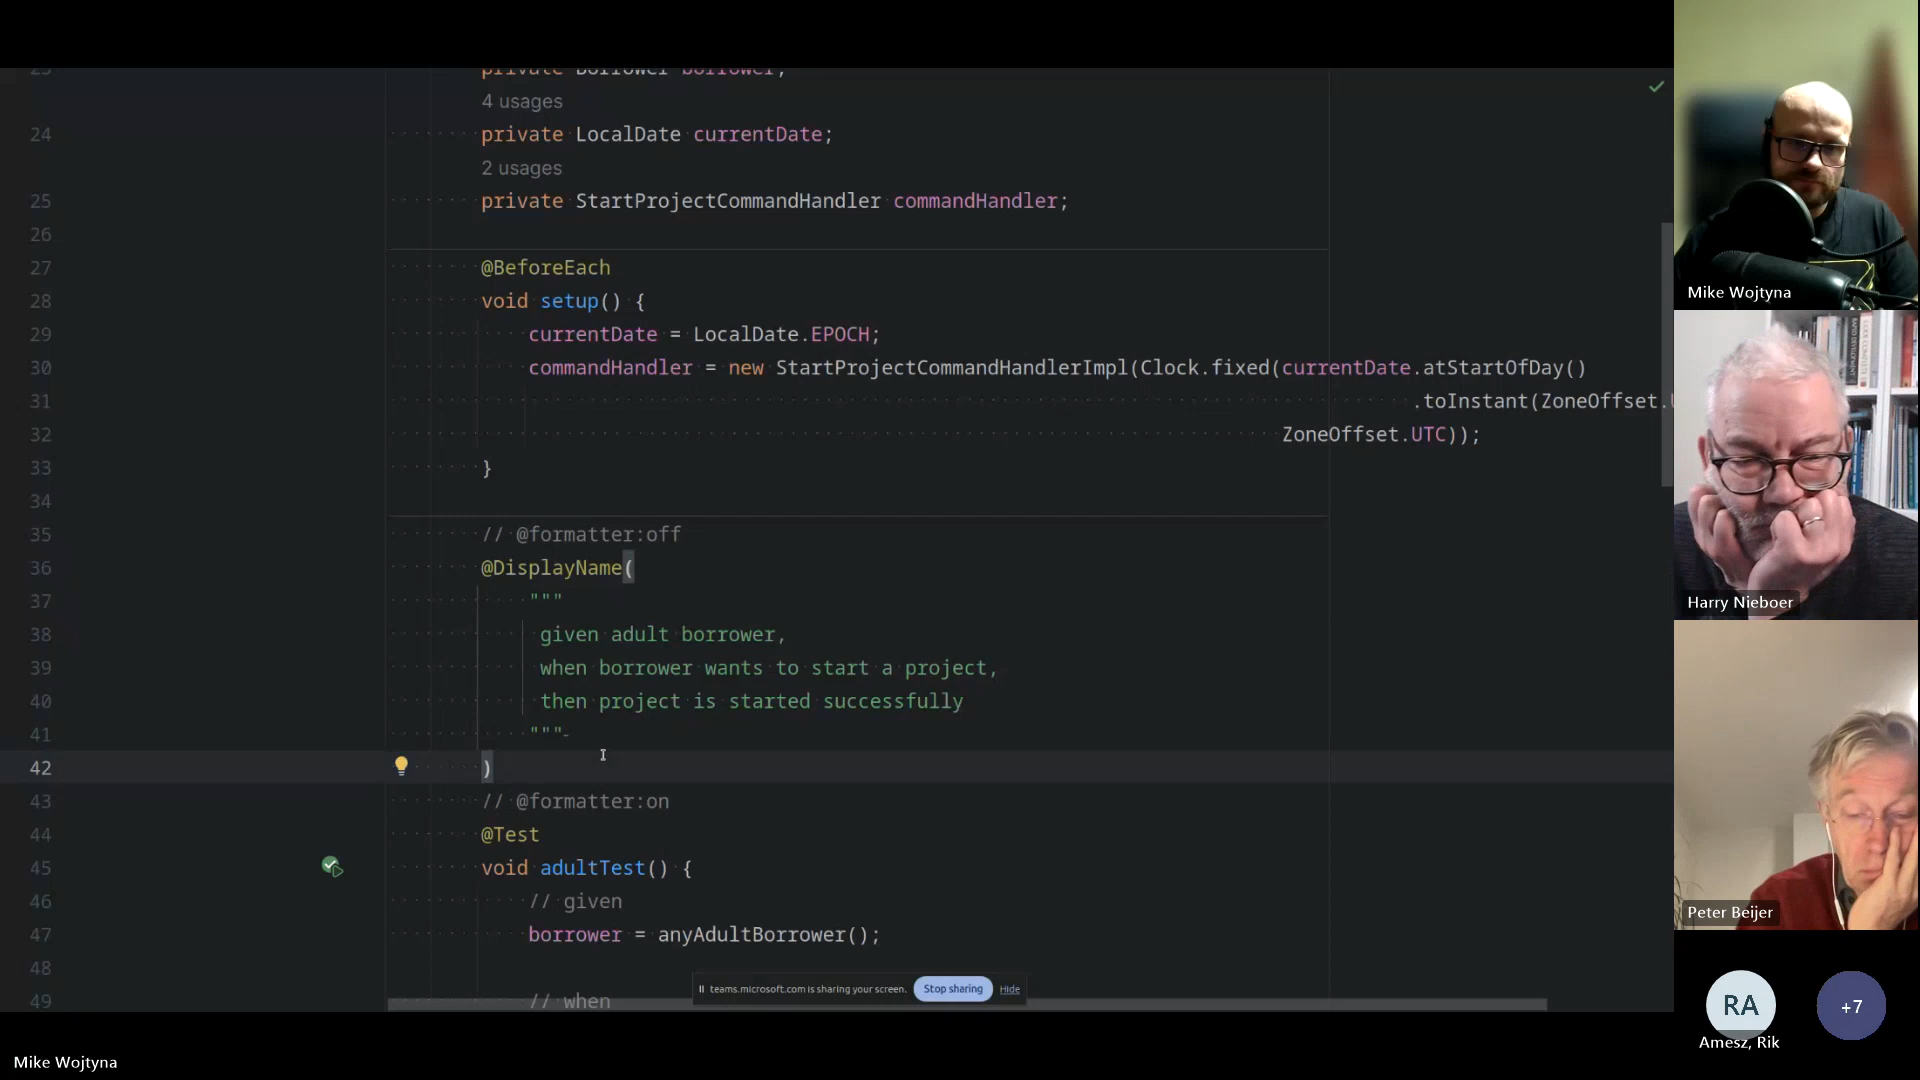 23 private Borrower borrower;
4 usages
24 private LocalDate currentDate;
2 usages
25 private StartProjectCommandHandler commandHandler;
26
27 @BeforeEach
28 void setup() {
29 currentDate = LocalDate.EPOCH;
30 commandHandler = new StartProjectCommandHandlerImpl(Clock.fixed(currentDate.atStartOfDay()
31 .toInstant(ZoneOffset.
32 ZoneOffset.UTC));
33 }
34
35 // @formatter:off
36 @DisplayName(
37 """
38 given adult borrower,
39 when borrower wants to start a project,
40 then project is started successfully
41 """
42 )
43 // @formatter:on
44 @Test
45 void adultTest() {
46 // given
47 borrower = anyAdultBorrower();
48
49 // when
teams.microsoft.com is sharing your screen. Stop sharing Hide
Mike Wojtyna
Harry Nieboer
Peter Beijer
RA
Amesz, Rik
+7
Mike Wojtyna